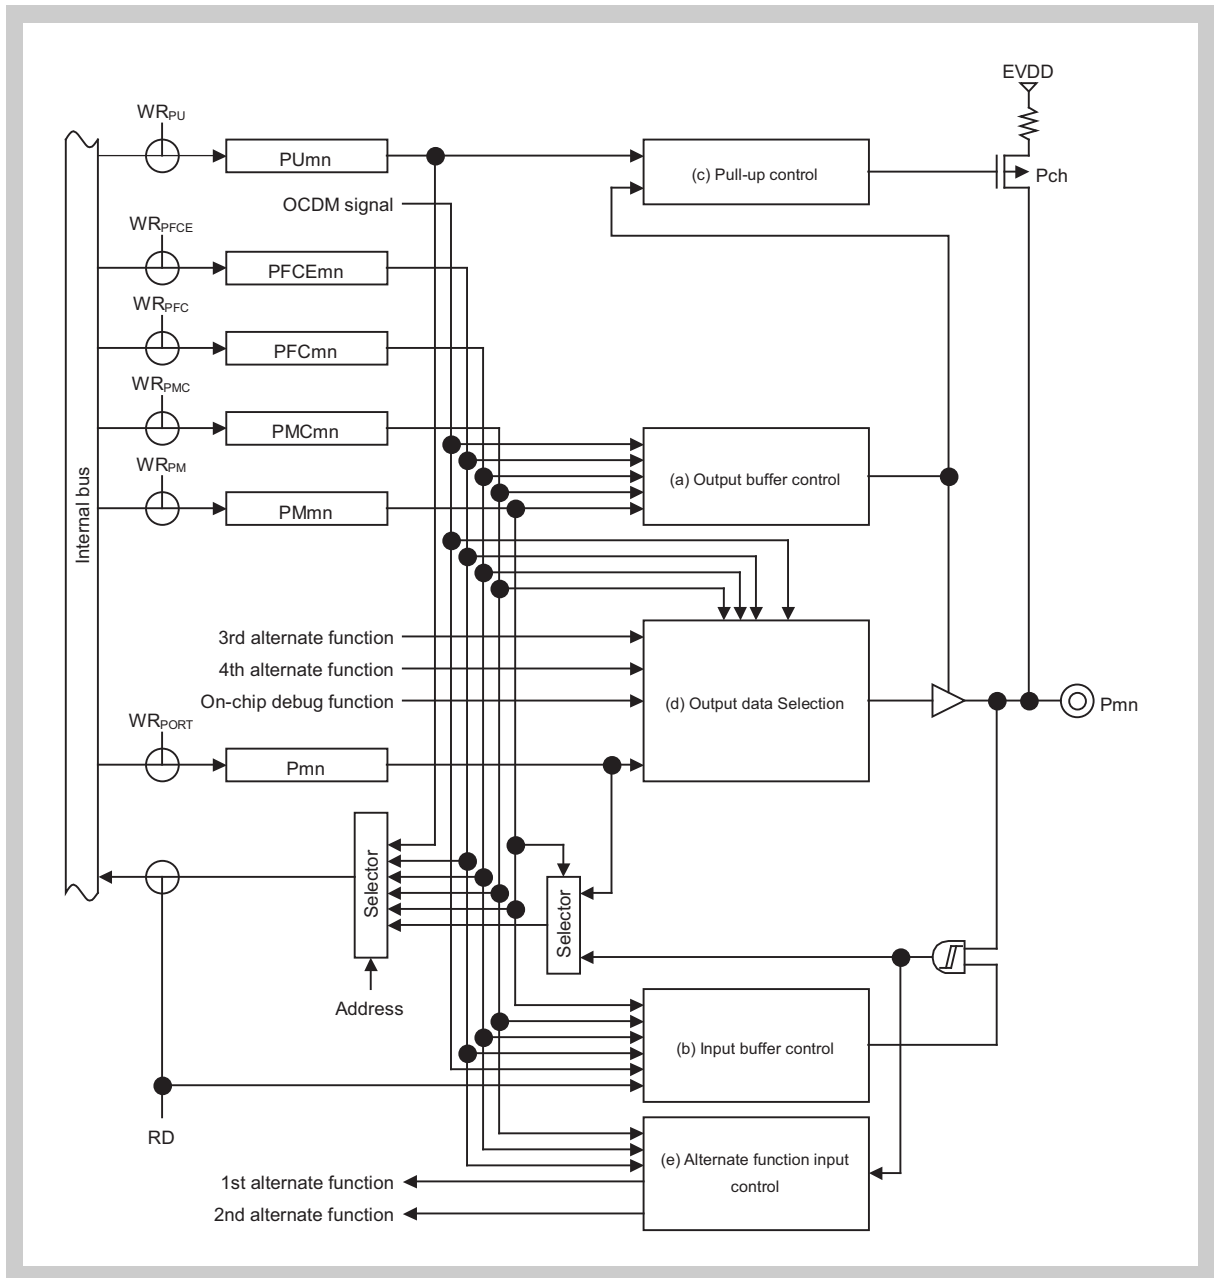 EVDD
WRPU
PUmn
(c) Pull-up control
Pch
OCDM signal
WRPFCE
PFCEmn
WRPFC
PFCmn
WRPMC
PMCmn
WRPM
PMmn
(a) Output buffer control
Internal bus
3rd alternate function
4th alternate function
On-chip debug function
(d) Output data Selection
Pmn
WRPORT
Pmn
Selector
Selector
Address
(b) Input buffer control
RD
(e) Alternate function input
control
1st alternate function
2nd alternate function